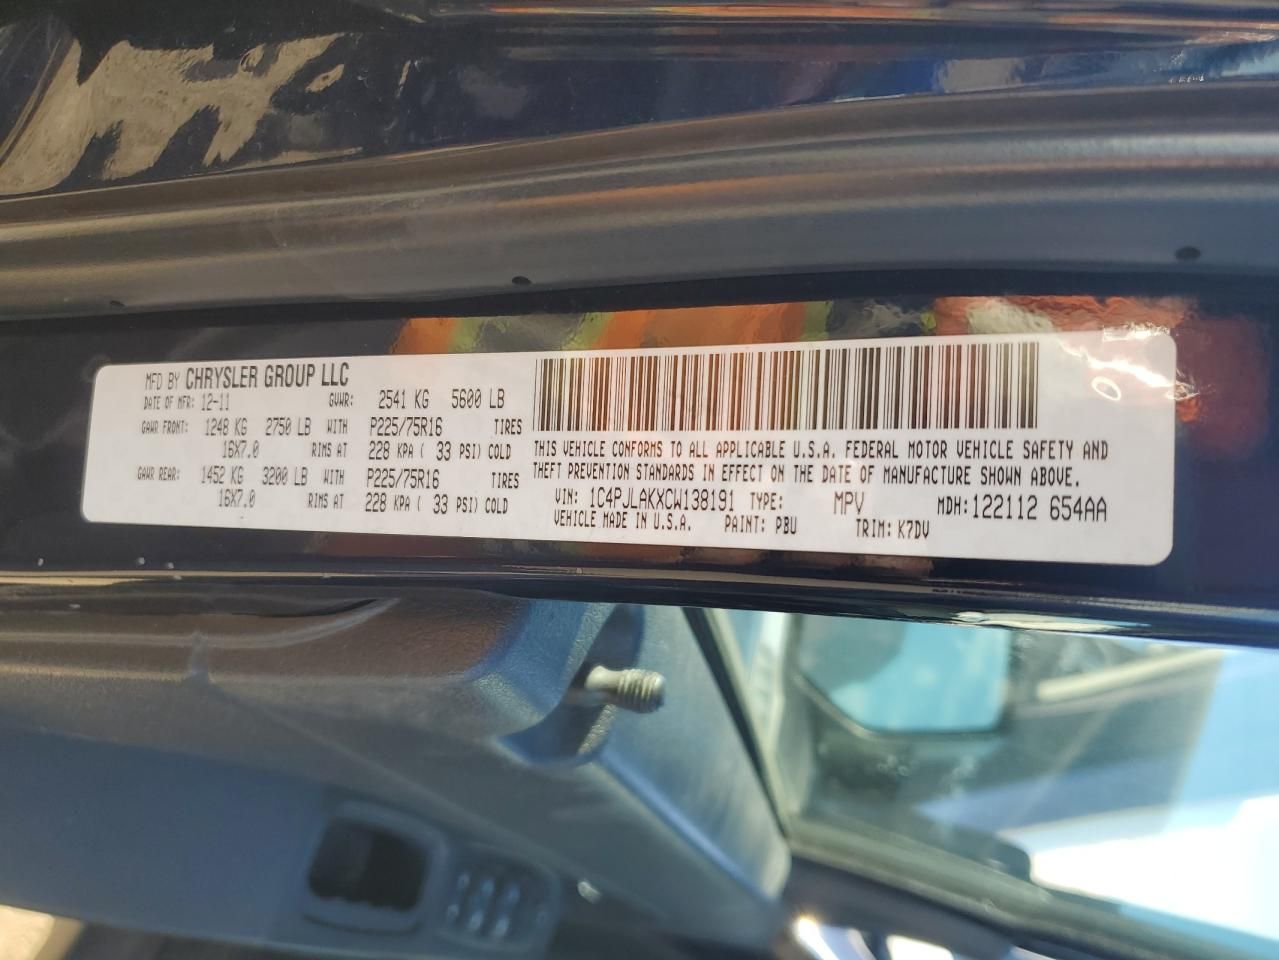 MFD BY CHRYSLER GROUP LLC
DATE OF MFR: 12-11 GVWR: 2541 KG 5600 LB
GAWR FRONT: 1248 KG 2750 LB WITH P225/75R16 TIRES
16X7.0 RIMS AT 228 KPA ( 33 PSI) COLD
GAWR REAR: 1452 KG 3200 LB WITH P225/75R16 TIRES
16X7.0 RIMS AT 228 KPA ( 33 PSI) COLD
0
THIS VEHICLE CONFORMS TO ALL APPLICABLE U.S.A. FEDERAL MOTOR VEHICLE SAFETY AND
THEFT PREVENTION STANDARDS IN EFFECT ON THE DATE OF MANUFACTURE SHOWN ABOVE.
VIN: 1C4PJLAKXCW138191 TYPE: MPV MDH:122112 654AA
VEHICLE MADE IN U.S.A. PAINT: PBU TRIM: K7DV